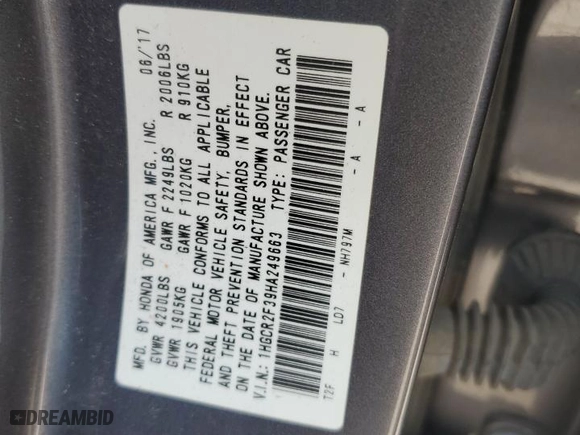 MFD. BY HONDA OF AMERICA MFG., INC. 06/'17
GVWR 4200LBS GAWR F 2249LBS R 2006LBS
GVWR 1905KG GAWR F 1020KG R 910KG
THIS VEHICLE CONFORMS TO ALL APPLICABLE
FEDERAL MOTOR VEHICLE SAFETY, BUMPER,
AND THEFT PREVENTION STANDARDS IN EFFECT
ON THE DATE OF MANUFACTURE SHOWN ABOVE.
V.I.N.: 1HGCR2F39HA249663 TYPE: PASSENGER CAR
T2F H LD7 - NH797M - A - A
DREAMBID